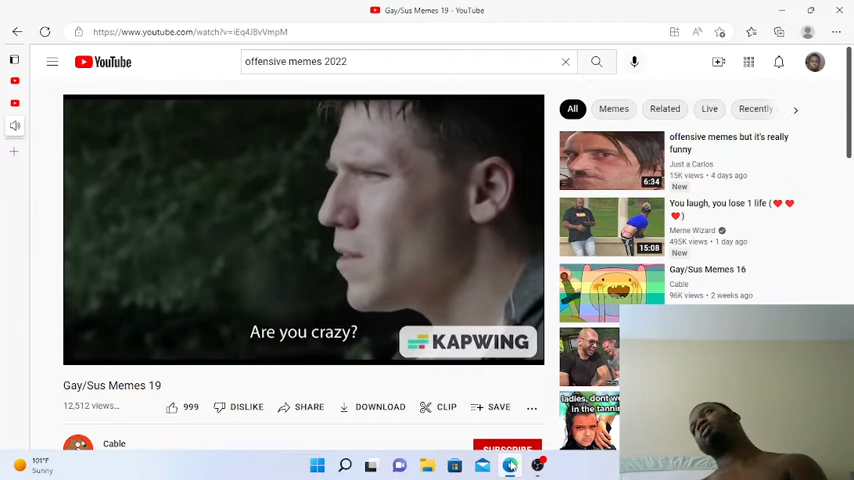 Gay/Sus Memes 19 - YouTube
https://www.youtube.com/watch?v=iEq4J8vVmpM
YouTube
offensive memes 2022
All
Memes
Related
Live
Recently
Are you crazy?
KAPWING
6:34
offensive memes but it's really
funny
Just a Carlos
15K views • 4 days ago
New
15:08
You laugh, you lose 1 life (❤❤
❤)
Meme Wizard
495K views • 1 day ago
New
Gay/Sus Memes 16
Cable
96K views • 2 weeks ago
ladies, dont w
in the tannin
Gay/Sus Memes 19
12,512 views...
999
DISLIKE
SHARE
DOWNLOAD
CLIP
SAVE
Cable
SUBSCRIBE
101°F
Sunny